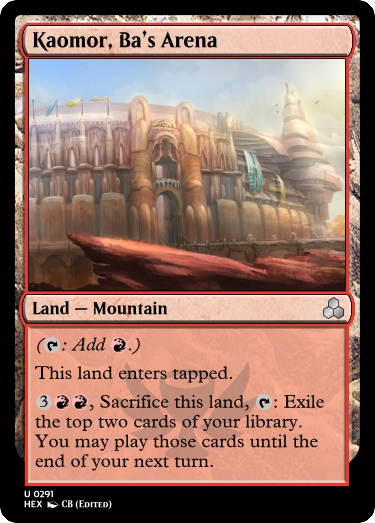 Kaomor, Ba's Arena
Land — Mountain
(: Add .)
This land enters tapped.
3, Sacrifice this land, : Exile
the top two cards of your library.
You may play those cards until the
end of your next turn.
U 0291
HEX CB (Edited)